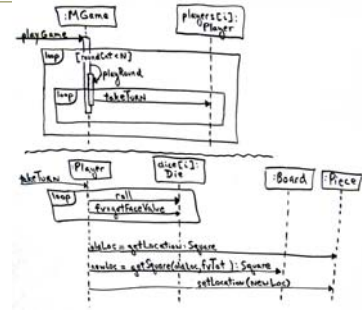 :MGame
players[i]:
Player
playGame
loop
[roundCnt<N]
playRound
loop
takeTURN
Player
dice[i]:
Die
:Board
:Piece
takeTURN
loop
roll
fv=getFaceValue
oldLoc = getLocation:Square
newLoc = getSquare(oldLoc,fvTot):Square
setLocation(newLoc)